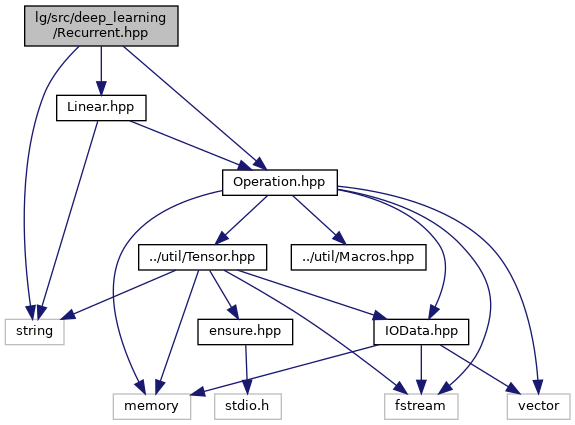 lg/src/deep_learning
/Recurrent.hpp
Linear.hpp
Operation.hpp
../util/Tensor.hpp
../util/Macros.hpp
string
ensure.hpp
IOData.hpp
memory
stdio.h
fstream
vector